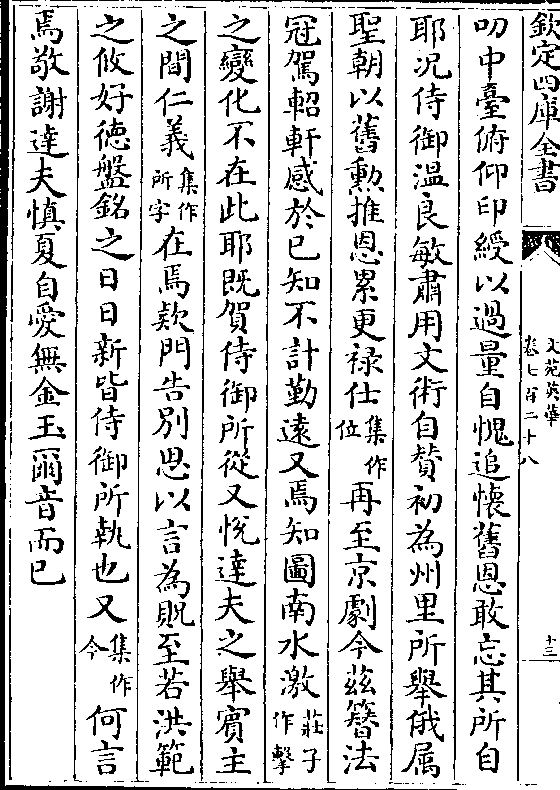 欽定四庫全書
文苑英華
卷七百二十八
十三
叨中臺俯仰印綬以過量自愧追懷舊恩敢忘其所自
耶况侍御溫良敏肅用文術自贊初為州里所舉俄属
聖朝以舊勲推恩累更禄仕集作位再至京劇今兹簪法
冠駕軺軒感於已知不計勤遠又焉知圖南水激莊子作擊
之變化不在此耶既賀侍御所從又悅達夫之舉賓主
之間仁義集作所字在焉欵門告別思以言為貺至若洪範
之攸好徳盤銘之日日新皆侍御所執也又集作今何言
焉敬謝達夫慎夏自愛無金玉爾音而已